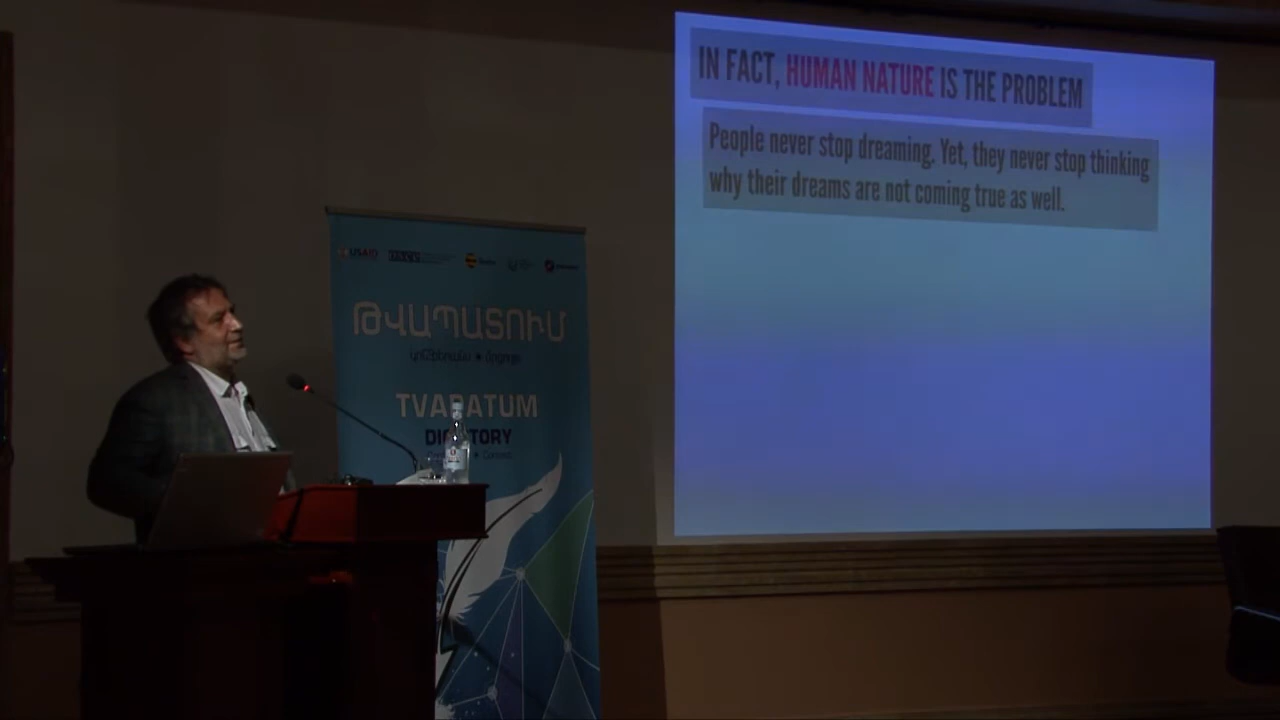 IN FACT, HUMAN NATURE IS THE PROBLEM
People never stop dreaming. Yet, they never stop thinking
why their dreams are not coming true as well.
USAID
ԹՎԱՊԱՏՈՒՄ
TVAPATUM